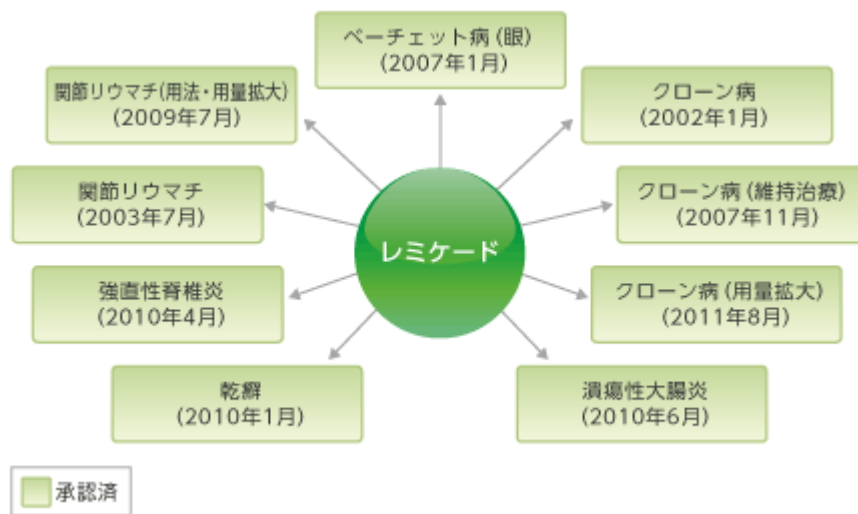 ベーチェット病(眼)
(2007年1月)
関節リウマチ(用法・用量拡大)
(2009年7月)
クローン病
(2002年1月)
関節リウマチ
(2003年7月)
クローン病(維持治療)
(2007年11月)
レミケード
強直性脊椎炎
(2010年4月)
クローン病(用量拡大)
(2011年8月)
乾癬
(2010年1月)
潰瘍性大腸炎
(2010年6月)
承認済